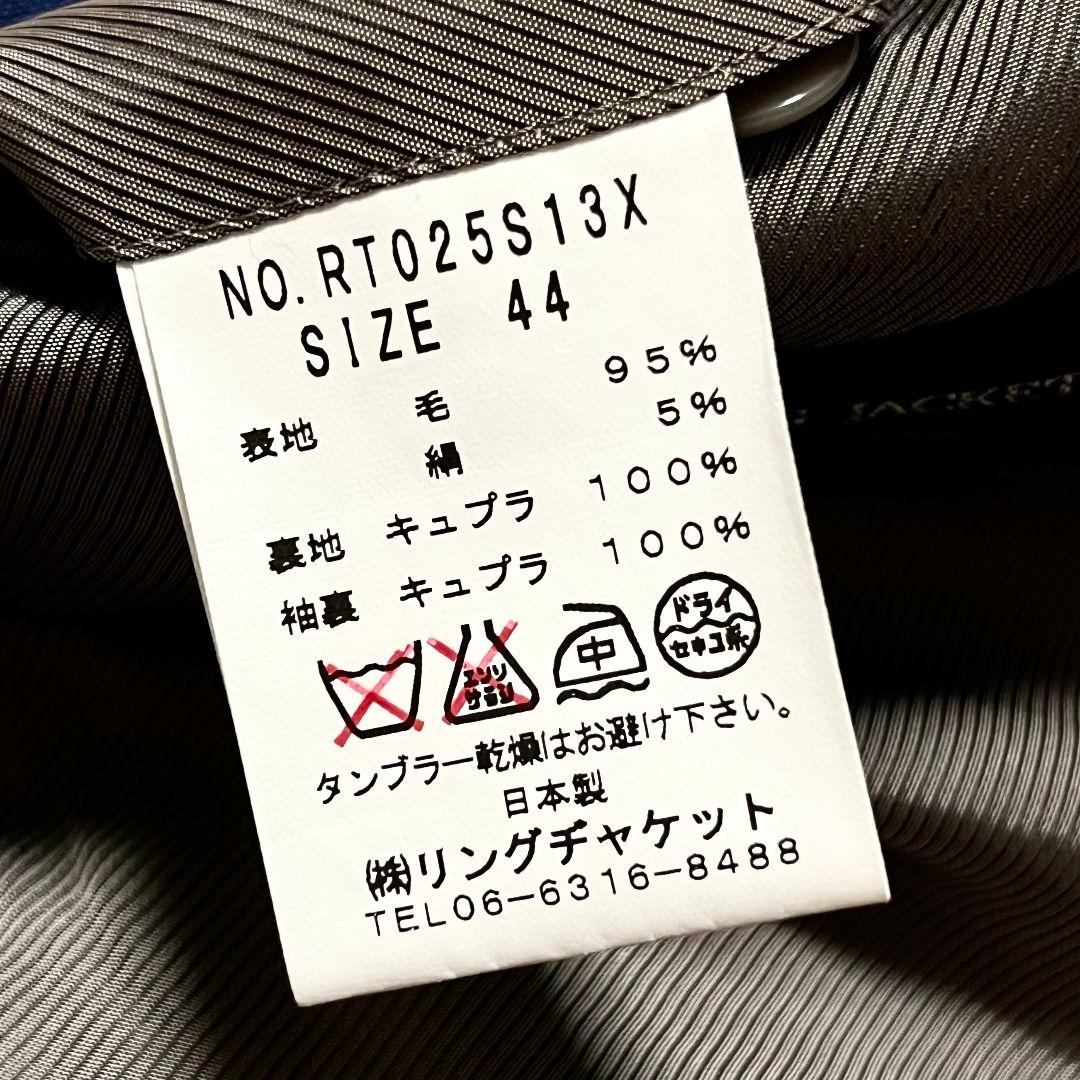 NO.RT025S13X
SIZE 44
表地 毛 95%
絹 5%
裏地 キュプラ 100%
袖裏 キュプラ 100%
エンソサラシ
中
ドライ
セキユ系
タンブラー乾燥はお避け下さい。
日本製
㈱リングヂャケット
TEL06-6316-8488
JACKET